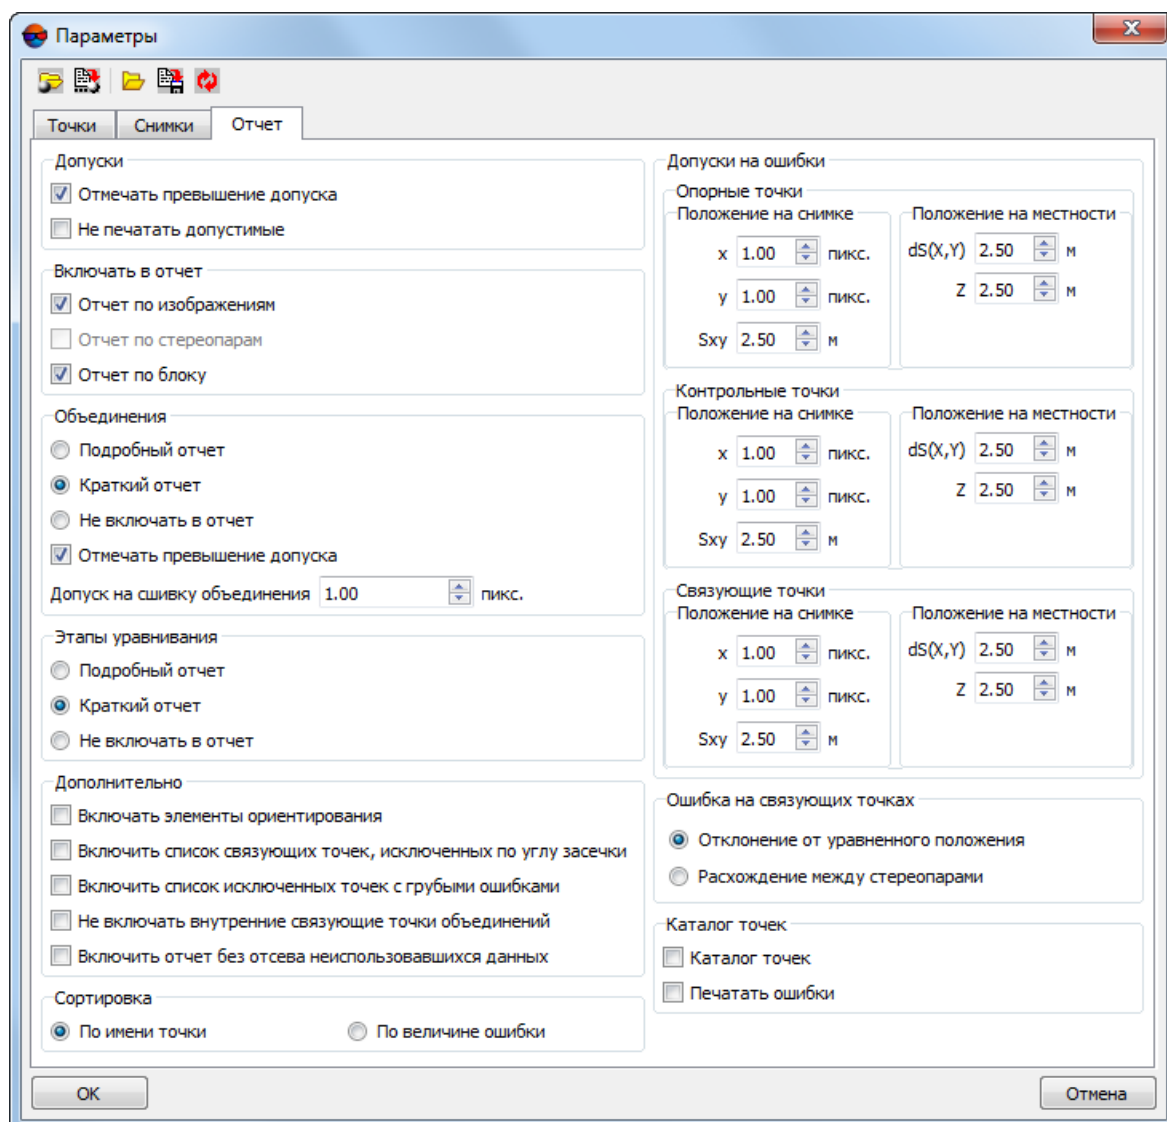 Параметры
Точки
Снимки
Отчет
Допуски
Отмечать превышение допуска
Не печатать допустимые
Включать в отчет
Отчет по изображениям
Отчет по стереопарам
Отчет по блоку
Объединения
Подробный отчет
Краткий отчет
Не включать в отчет
Отмечать превышение допуска
Допуск на сшивку объединения 1.00 пикс.
Этапы уравнивания
Подробный отчет
Краткий отчет
Не включать в отчет
Дополнительно
Включать элементы ориентирования
Включить список связующих точек, исключенных по углу засечки
Включить список исключенных точек с грубыми ошибками
Не включать внутренние связующие точки объединений
Включить отчет без отсева неиспользовавшихся данных
Сортировка
По имени точки
По величине ошибки
Допуски на ошибки
Опорные точки
Положение на снимке
x 1.00 пикс.
y 1.00 пикс.
Sxy 2.50 м
Положение на местности
dS(X,Y) 2.50 м
Z 2.50 м
Контрольные точки
Положение на снимке
x 1.00 пикс.
y 1.00 пикс.
Sxy 2.50 м
Положение на местности
dS(X,Y) 2.50 м
Z 2.50 м
Связующие точки
Положение на снимке
x 1.00 пикс.
y 1.00 пикс.
Sxy 2.50 м
Положение на местности
dS(X,Y) 2.50 м
Z 2.50 м
Ошибка на связующих точках
Отклонение от уравненного положения
Расхождение между стереопарами
Каталог точек
Каталог точек
Печатать ошибки
OK
Отмена